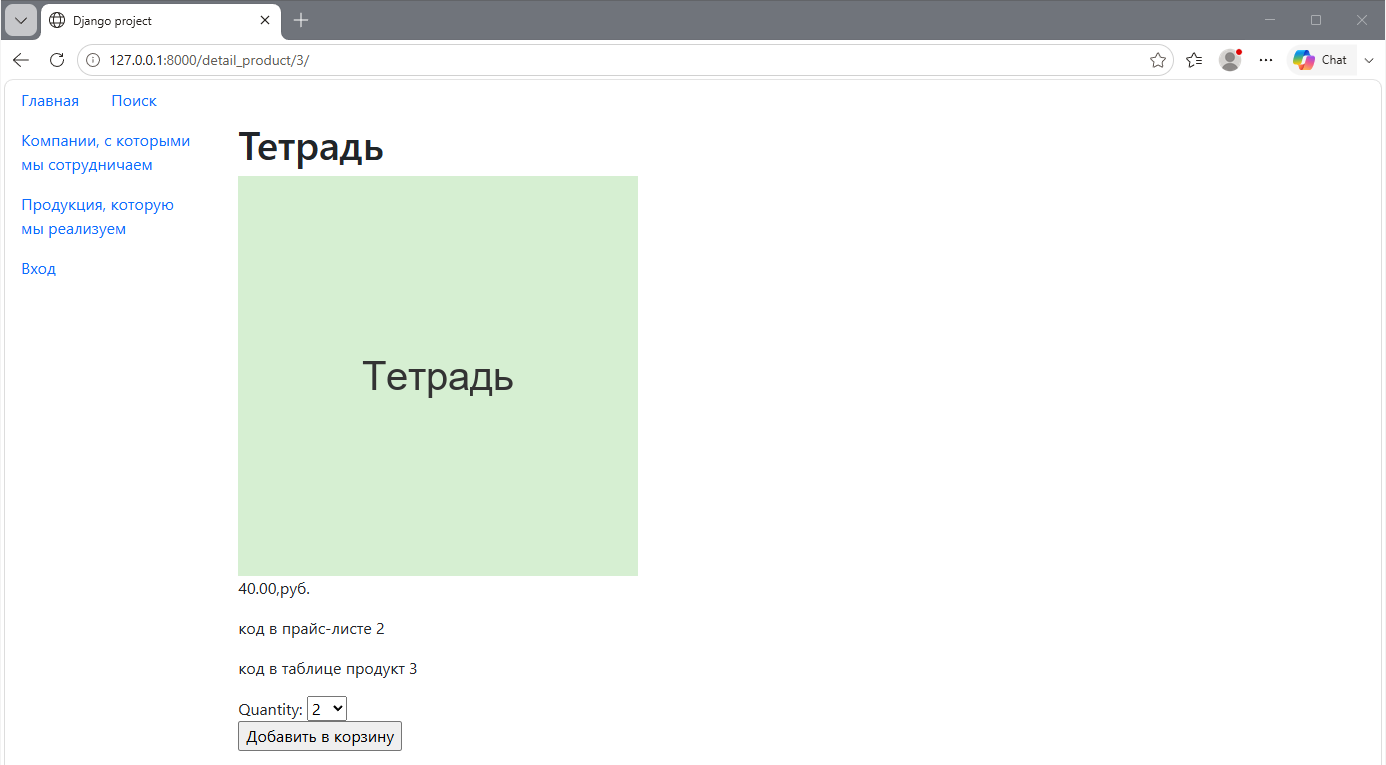 Django project
127.0.0.1:8000/detail_product/3/
Chat
Главная Поиск
Компании, с которыми
мы сотрудничаем
Продукция, которую
мы реализуем
Вход
Тетрадь
Тетрадь
40.00,руб.
код в прайс-листе 2
код в таблице продукт 3
Quantity: 2
Добавить в корзину